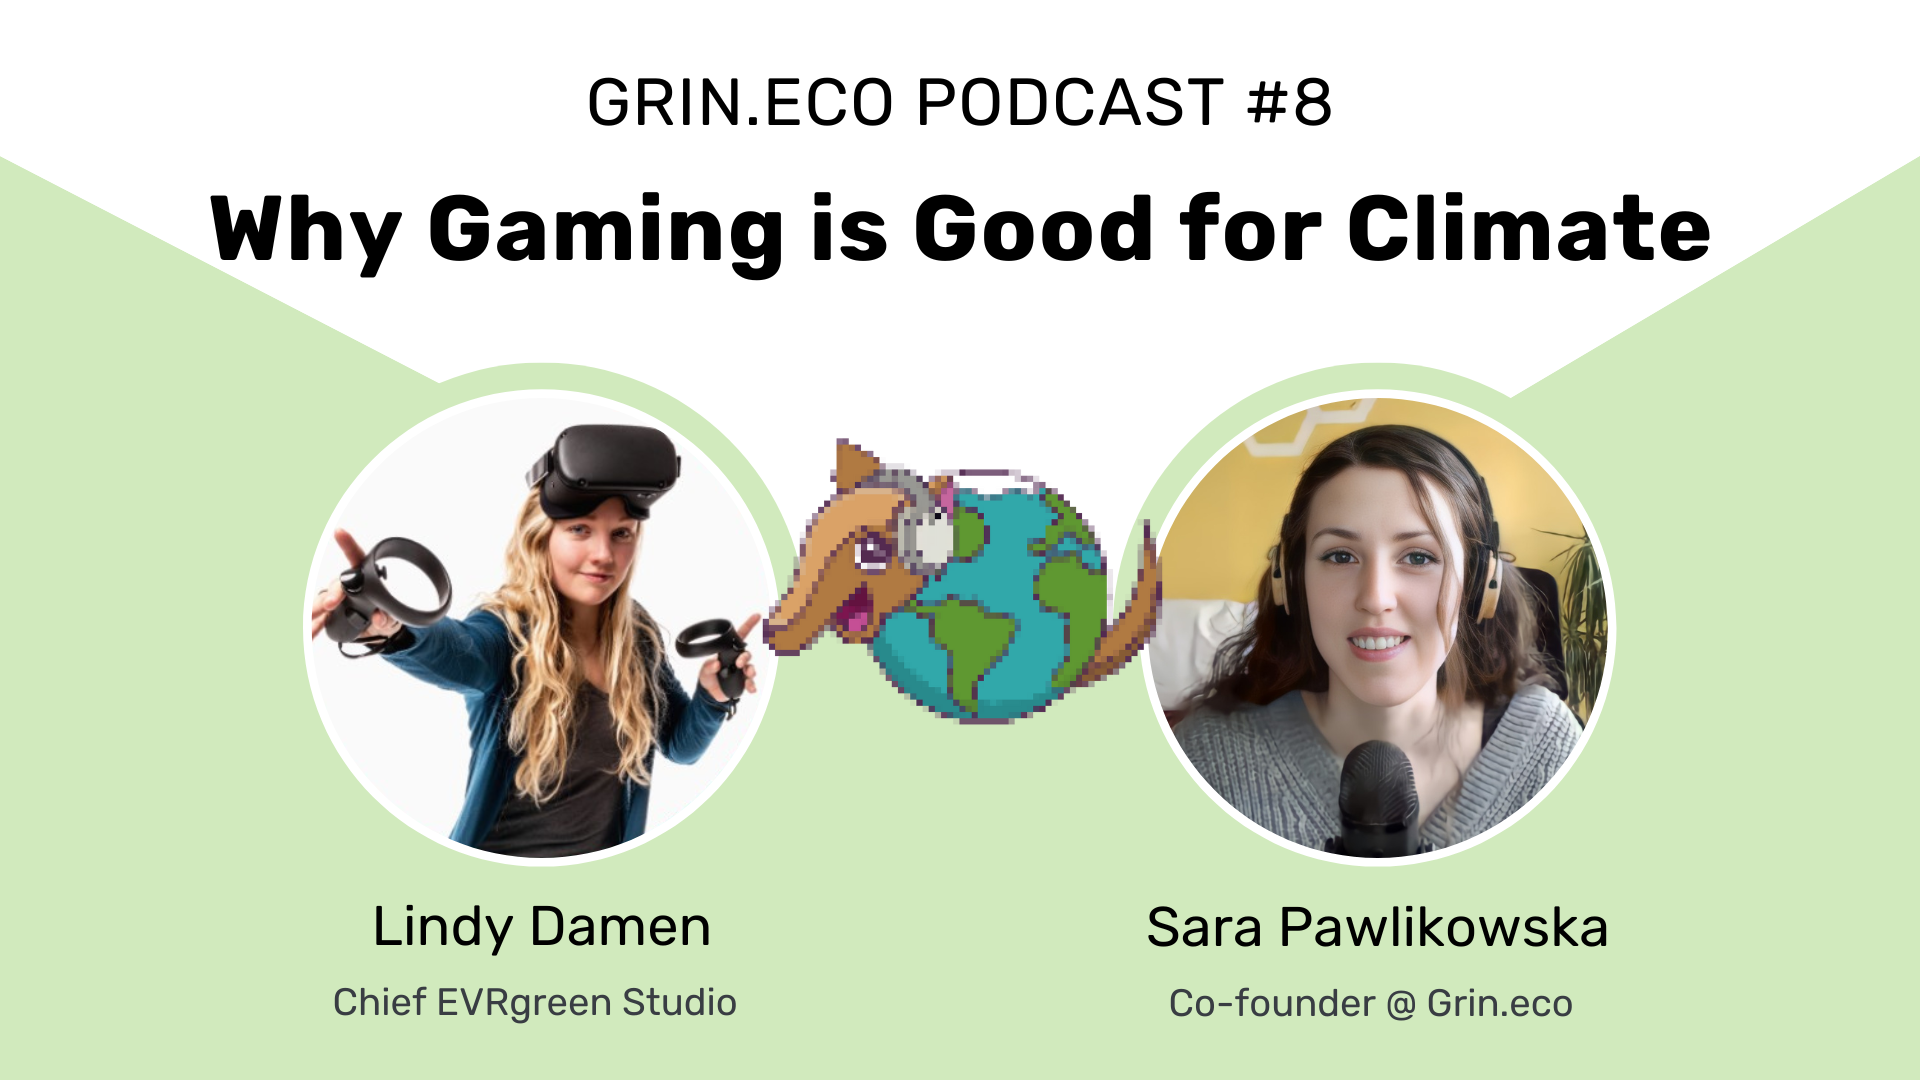 GRIN.ECO PODCAST #8
Why Gaming is Good for Climate
Lindy Damen
Chief EVRgreen Studio
Sara Pawlikowska
Co-founder @ Grin.eco